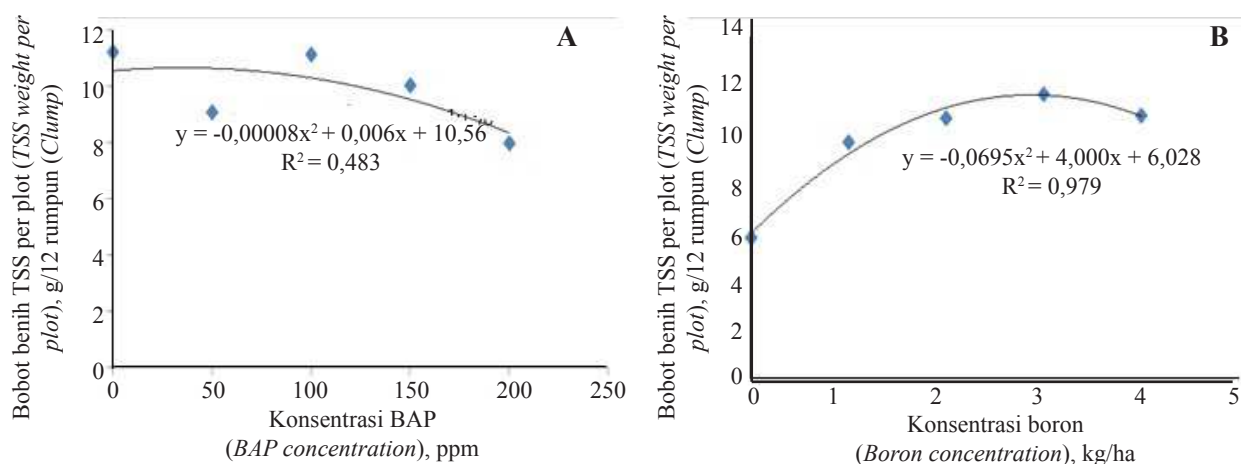 Bobot benih TSS per plot (TSS weight per
plot), g/12 rumpun (Clump)
12
10
8
6
4
2
0
A
y = -0,00008x² + 0,006x + 10,56
R² = 0,483
0 50 100 150 200 250
Konsentrasi BAP
(BAP concentration), ppm
Bobot benih TSS per plot (TSS weight per
plot), g/12 rumpun (Clump)
14
12
10
8
6
4
2
0
B
y = -0,0695x² + 4,000x + 6,028
R² = 0,979
0 1 2 3 4 5
Konsentrasi boron
(Boron concentration), kg/ha